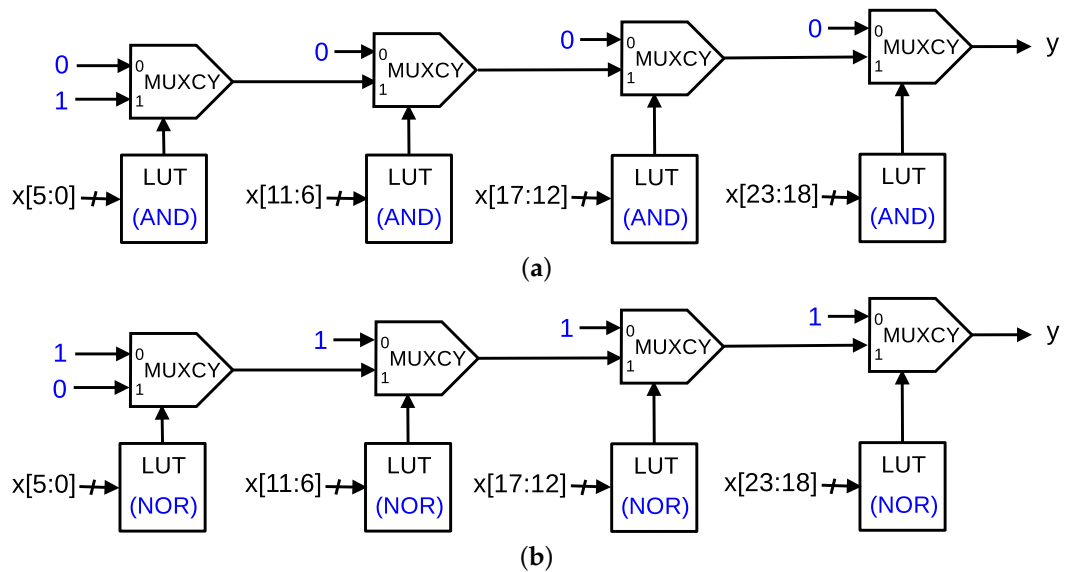 0 1 0 1 MUXCY
0 0 1 MUXCY
0 0 1 MUXCY
0 0 1 MUXCY y
x[5:0] LUT (AND)
x[11:6] LUT (AND)
x[17:12] LUT (AND)
x[23:18] LUT (AND)
(a)
1 0 0 1 MUXCY
1 0 1 MUXCY
1 0 1 MUXCY
1 0 1 MUXCY y
x[5:0] LUT (NOR)
x[11:6] LUT (NOR)
x[17:12] LUT (NOR)
x[23:18] LUT (NOR)
(b)